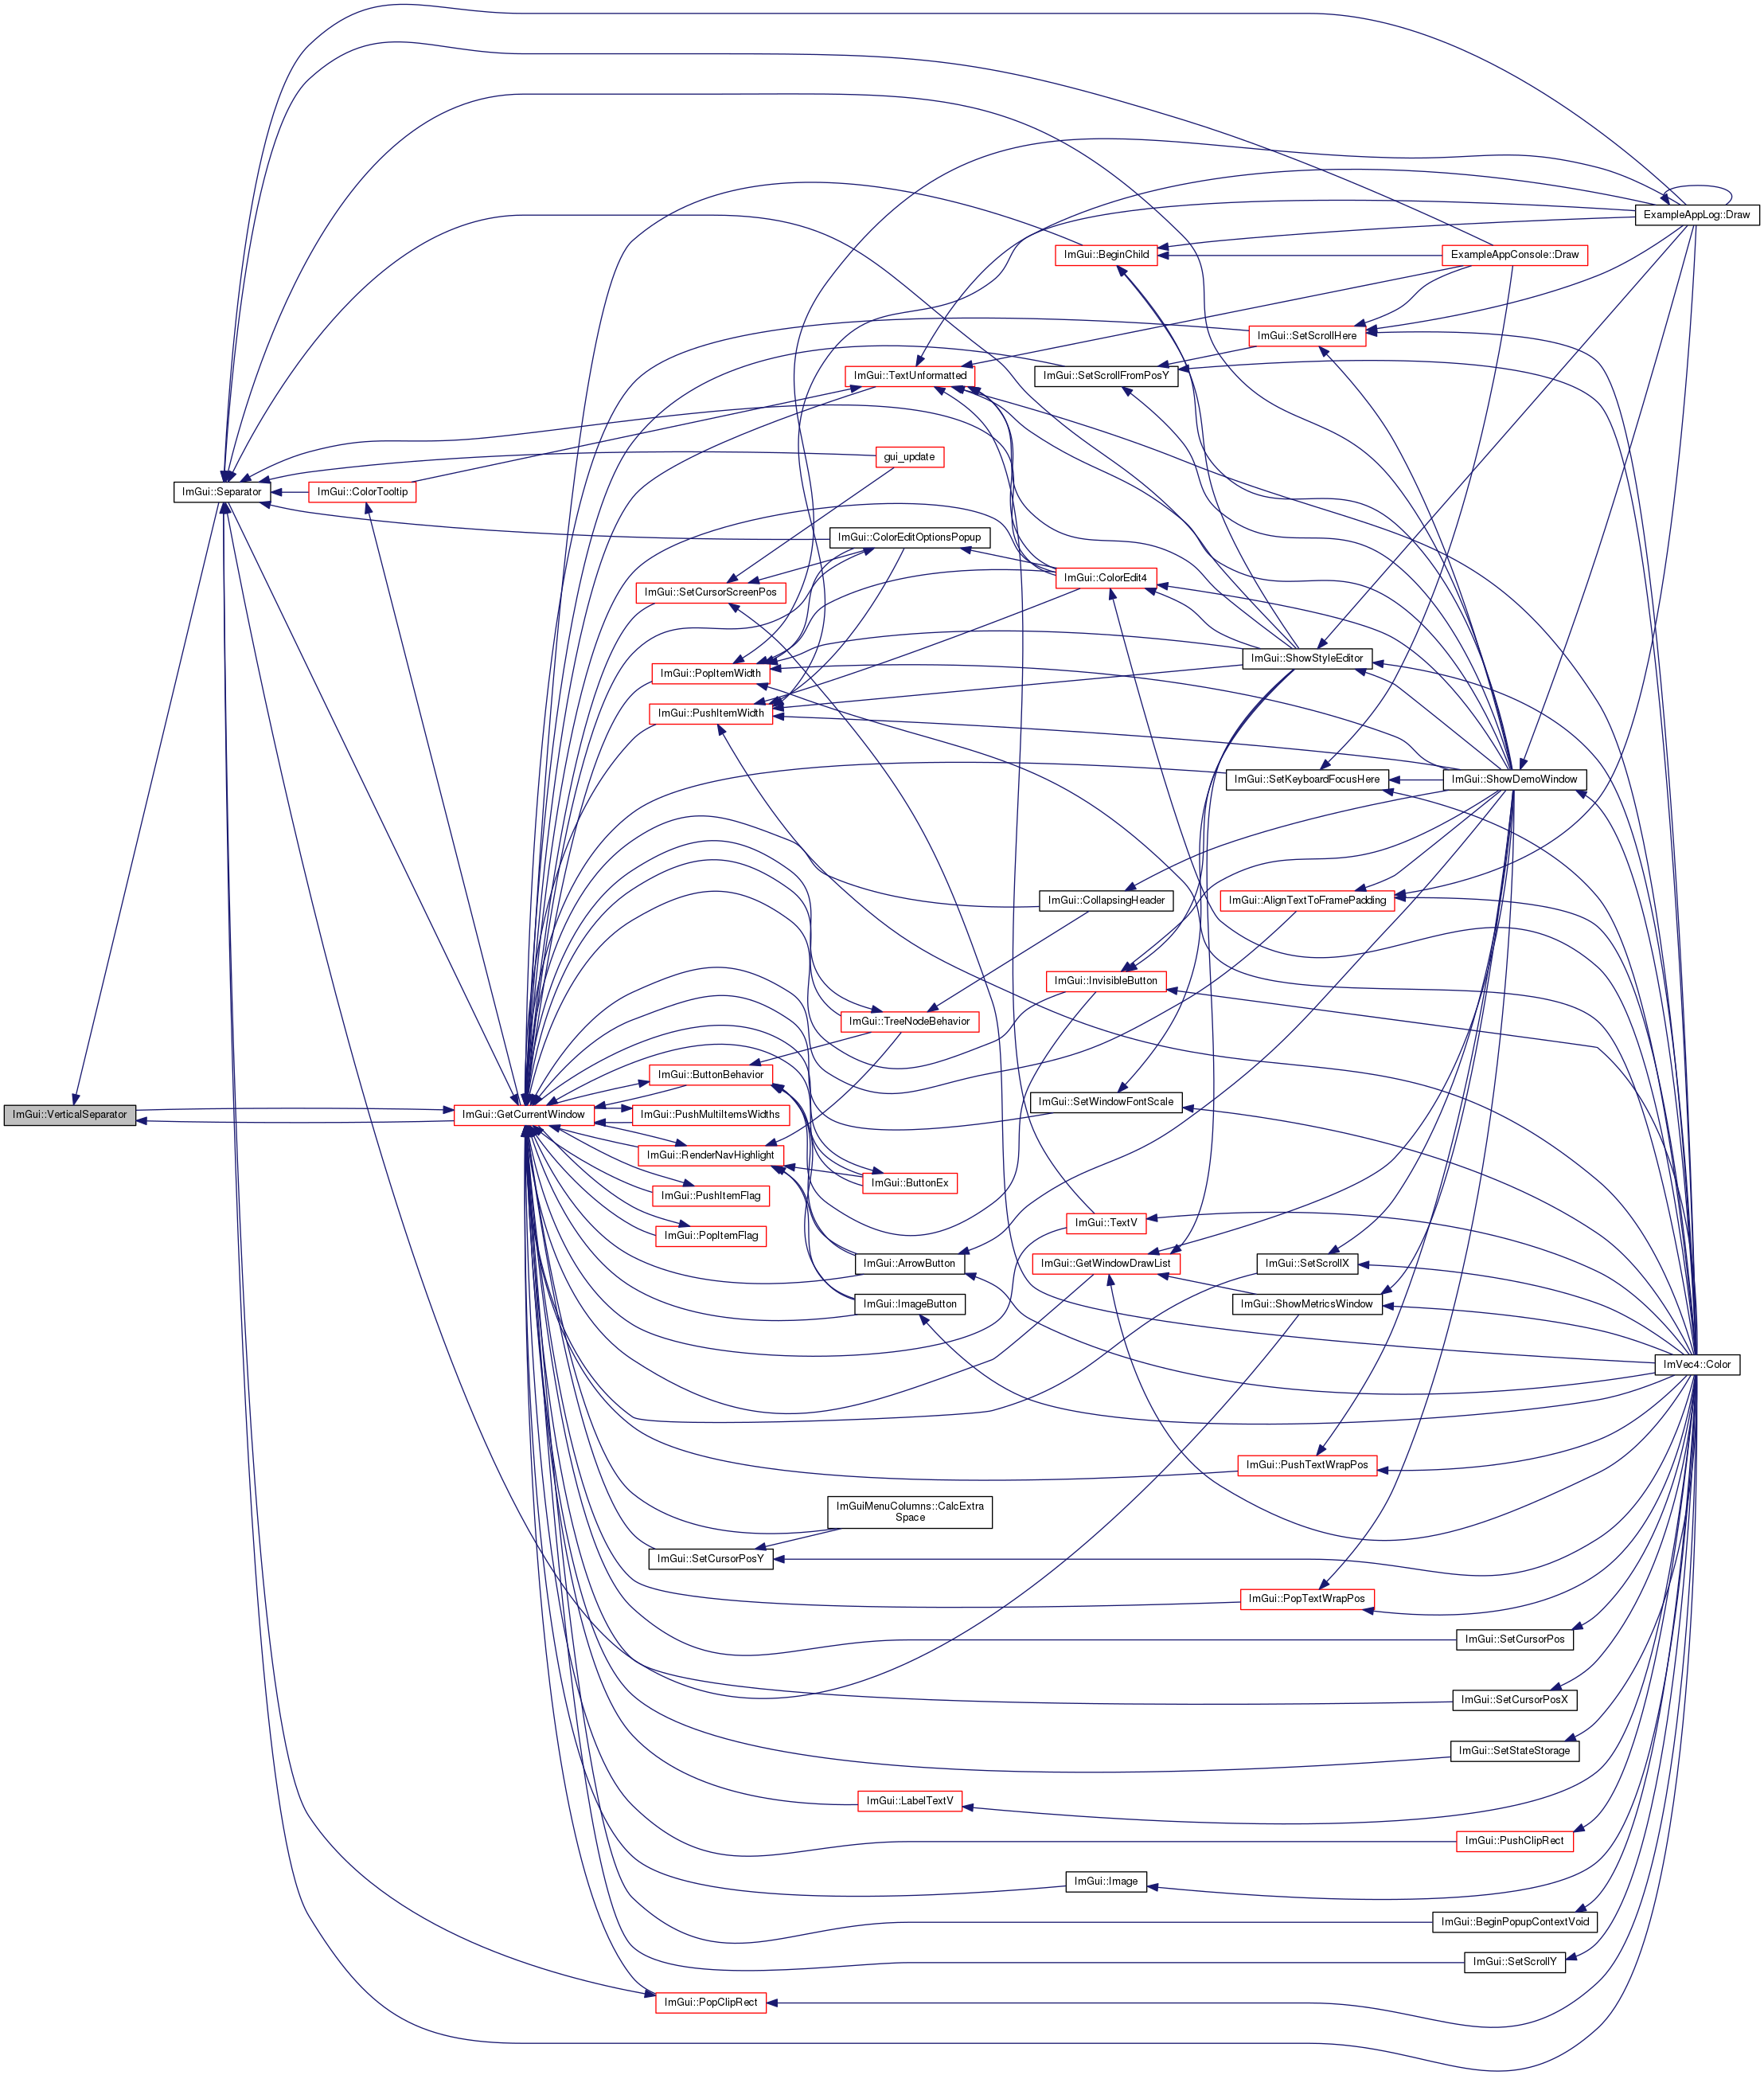 ExampleAppLog::Draw
ImGui::BeginChild
ExampleAppConsole::Draw
ImGui::SetScrollHere
ImGui::TextUnformatted
ImGui::SetScrollFromPosY
gui_update
ImGui::Separator
ImGui::ColorTooltip
ImGui::ColorEditOptionsPopup
ImGui::ColorEdit4
ImGui::SetCursorScreenPos
ImGui::ShowStyleEditor
ImGui::PopItemWidth
ImGui::PushItemWidth
ImGui::SetKeyboardFocusHere
ImGui::ShowDemoWindow
ImGui::CollapsingHeader
ImGui::AlignTextToFramePadding
ImGui::InvisibleButton
ImGui::TreeNodeBehavior
ImGui::ButtonBehavior
ImGui::SetWindowFontScale
ImGui::VerticalSeparator
ImGui::GetCurrentWindow
ImGui::PushMultiItemsWidths
ImGui::RenderNavHighlight
ImGui::ButtonEx
ImGui::PushItemFlag
ImGui::TextV
ImGui::PopItemFlag
ImGui::ArrowButton
ImGui::GetWindowDrawList
ImGui::SetScrollX
ImGui::ImageButton
ImGui::ShowMetricsWindow
ImVec4::Color
ImGui::PushTextWrapPos
ImGuiMenuColumns::CalcExtra
Space
ImGui::SetCursorPosY
ImGui::PopTextWrapPos
ImGui::SetCursorPos
ImGui::SetCursorPosX
ImGui::SetStateStorage
ImGui::LabelTextV
ImGui::PushClipRect
ImGui::Image
ImGui::BeginPopupContextVoid
ImGui::SetScrollY
ImGui::PopClipRect